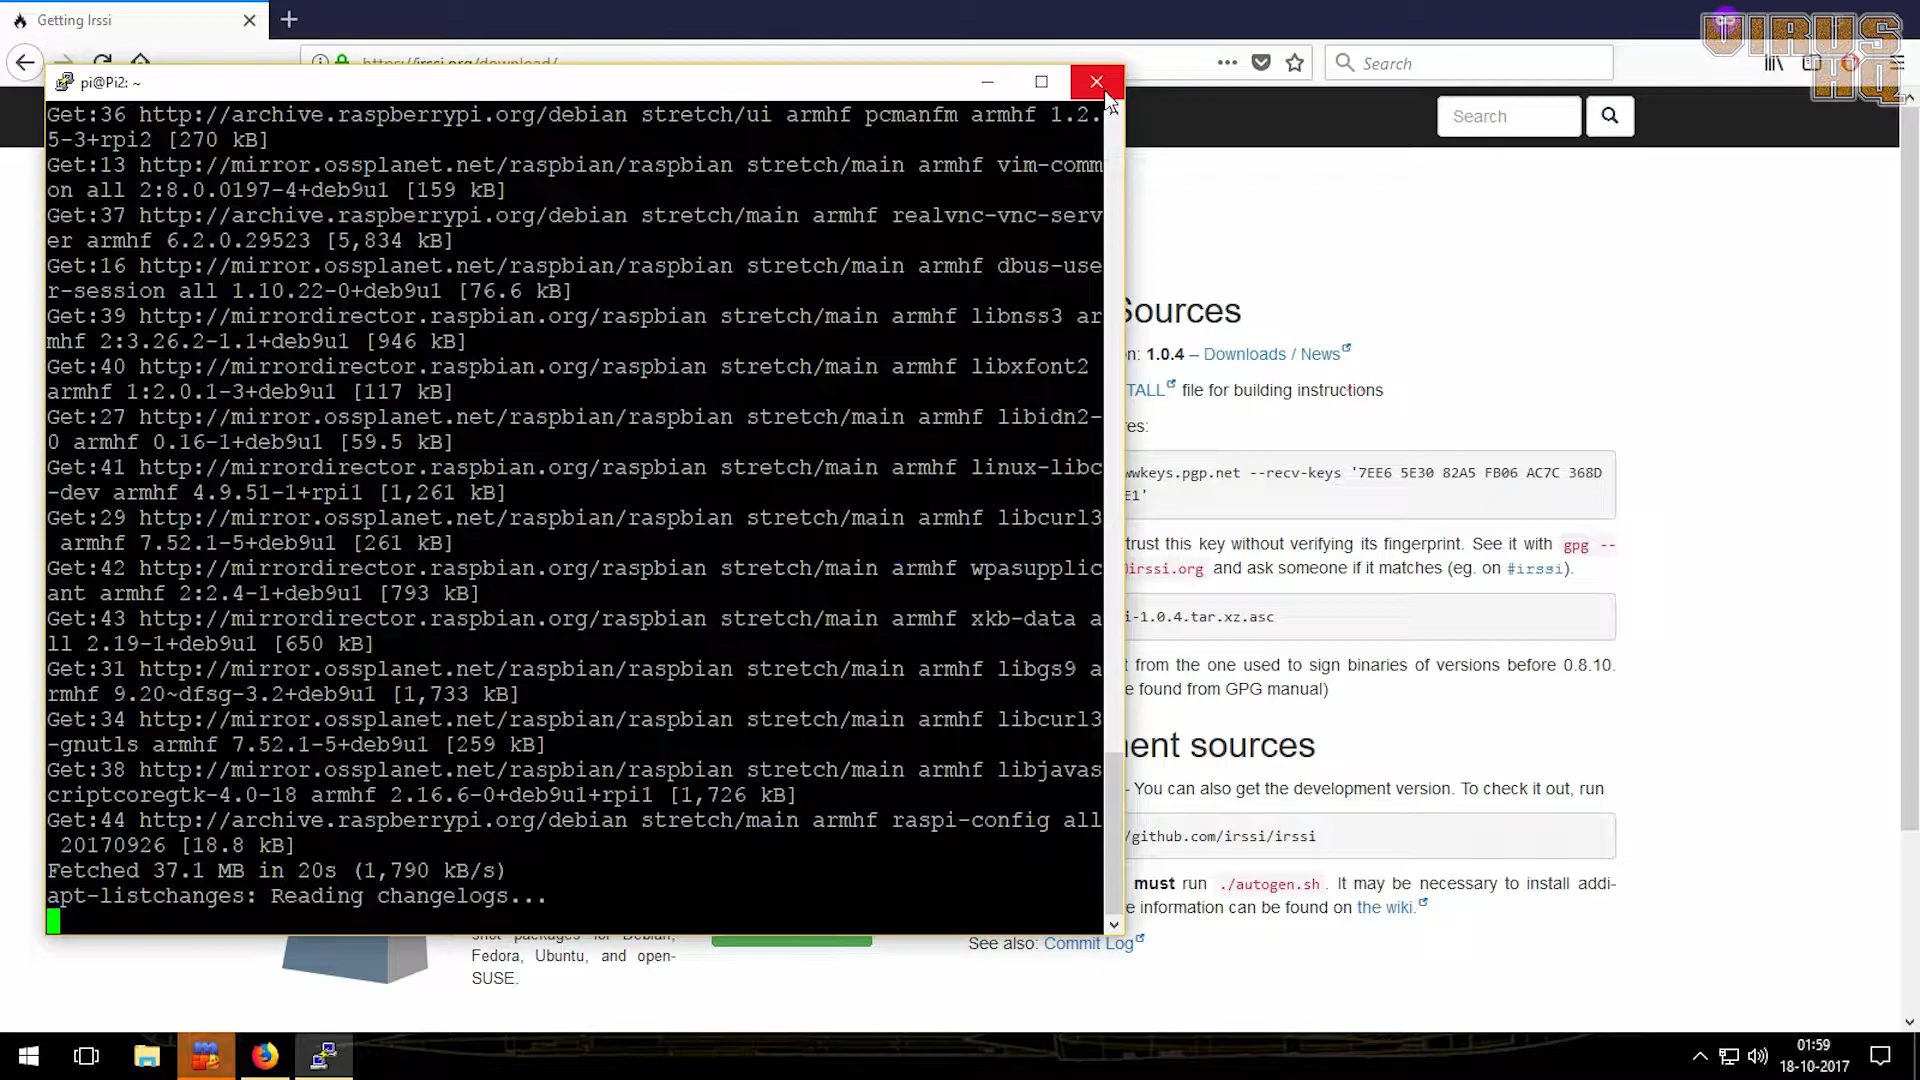 Getting Irssi
VIRUS
HQ
https://irssi.org/download/
Search
pi@Pi2: ~
Search
Get:36 http://archive.raspberrypi.org/debian stretch/ui armhf pcmanfm armhf 1.2.
5-3+rpi2 [270 kB]
Get:13 http://mirror.ossplanet.net/raspbian/raspbian stretch/main armhf vim-comm
on all 2:8.0.0197-4+deb9u1 [159 kB]
Get:37 http://archive.raspberrypi.org/debian stretch/main armhf realvnc-vnc-serv
er armhf 6.2.0.29523 [5,834 kB]
Get:16 http://mirror.ossplanet.net/raspbian/raspbian stretch/main armhf dbus-use
r-session all 1.10.22-0+deb9u1 [76.6 kB]
Get:39 http://mirrordirector.raspbian.org/raspbian stretch/main armhf libnss3 ar
mhf 2:3.26.2-1.1+deb9u1 [946 kB]
Get:40 http://mirrordirector.raspbian.org/raspbian stretch/main armhf libxfont2
armhf 1:2.0.1-3+deb9u1 [117 kB]
Get:27 http://mirror.ossplanet.net/raspbian/raspbian stretch/main armhf libidn2-
0 armhf 0.16-1+deb9u1 [59.5 kB]
Get:41 http://mirrordirector.raspbian.org/raspbian stretch/main armhf linux-libc
-dev armhf 4.9.51-1+rpi1 [1,261 kB]
Get:29 http://mirror.ossplanet.net/raspbian/raspbian stretch/main armhf libcurl3
armhf 7.52.1-5+deb9u1 [261 kB]
Get:42 http://mirrordirector.raspbian.org/raspbian stretch/main armhf wpasupplic
ant armhf 2:2.4-1+deb9u1 [793 kB]
Get:43 http://mirrordirector.raspbian.org/raspbian stretch/main armhf xkb-data a
ll 2.19-1+deb9u1 [650 kB]
Get:31 http://mirror.ossplanet.net/raspbian/raspbian stretch/main armhf libgs9 a
rmhf 9.20~dfsg-3.2+deb9u1 [1,733 kB]
Get:34 http://mirror.ossplanet.net/raspbian/raspbian stretch/main armhf libcurl3
-gnutls armhf 7.52.1-5+deb9u1 [259 kB]
Get:38 http://mirror.ossplanet.net/raspbian/raspbian stretch/main armhf libjavas
criptcoregtk-4.0-18 armhf 2.16.6-0+deb9u1+rpi1 [1,726 kB]
Get:44 http://archive.raspberrypi.org/debian stretch/main armhf raspi-config all
20170926 [18.8 kB]
Fetched 37.1 MB in 20s (1,790 kB/s)
apt-listchanges: Reading changelogs...
Sources
n: 1.0.4 – Downloads / News
TALL file for building instructions
res:
wwkeys.pgp.net --recv-keys '7EE6 5E30 82A5 FB06 AC7C 368D
E1'
trust this key without verifying its fingerprint. See it with gpg --
@irssi.org and ask someone if it matches (eg. on #irssi).
i-1.0.4.tar.xz.asc
t from the one used to sign binaries of versions before 0.8.10.
e found from GPG manual)
ent sources
- You can also get the development version. To check it out, run
/github.com/irssi/irssi
must run ./autogen.sh. It may be necessary to install addi-
e information can be found on the wiki.
See also: Commit Log
shot packages for Debian,
Fedora, Ubuntu, and open-
SUSE.
01:59
18-10-2017